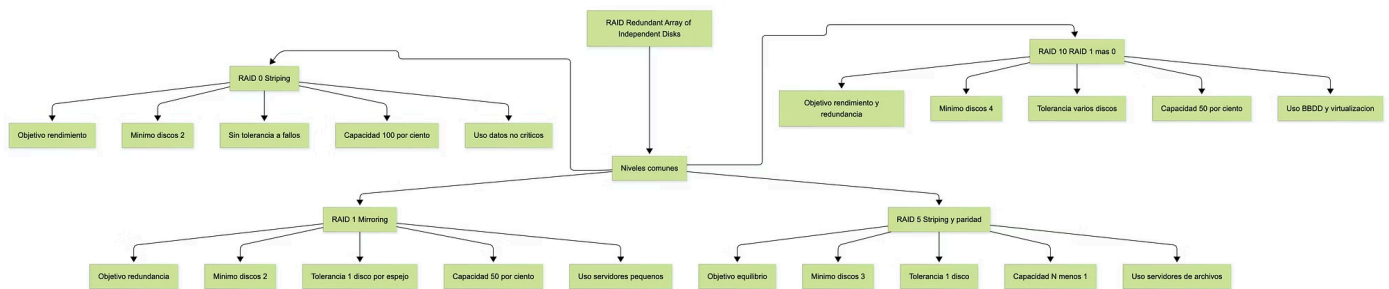 RAID Redundant Array of
Independent Disks
RAID 10 RAID 1 mas 0
RAID 0 Striping
Objetivo rendimiento y
redundancia
Minimo discos 4
Tolerancia varios discos
Capacidad 50 por ciento
Uso BBDD y virtualizacion
Objetivo rendimiento
Minimo discos 2
Sin tolerancia a fallos
Capacidad 100 por ciento
Uso datos no criticos
Niveles comunes
RAID 1 Mirroring
RAID 5 Striping y paridad
Objetivo redundancia
Minimo discos 2
Tolerancia 1 disco por espejo
Capacidad 50 por ciento
Uso servidores pequenos
Objetivo equilibrio
Minimo discos 3
Tolerancia 1 disco
Capacidad N menos 1
Uso servidores de archivos